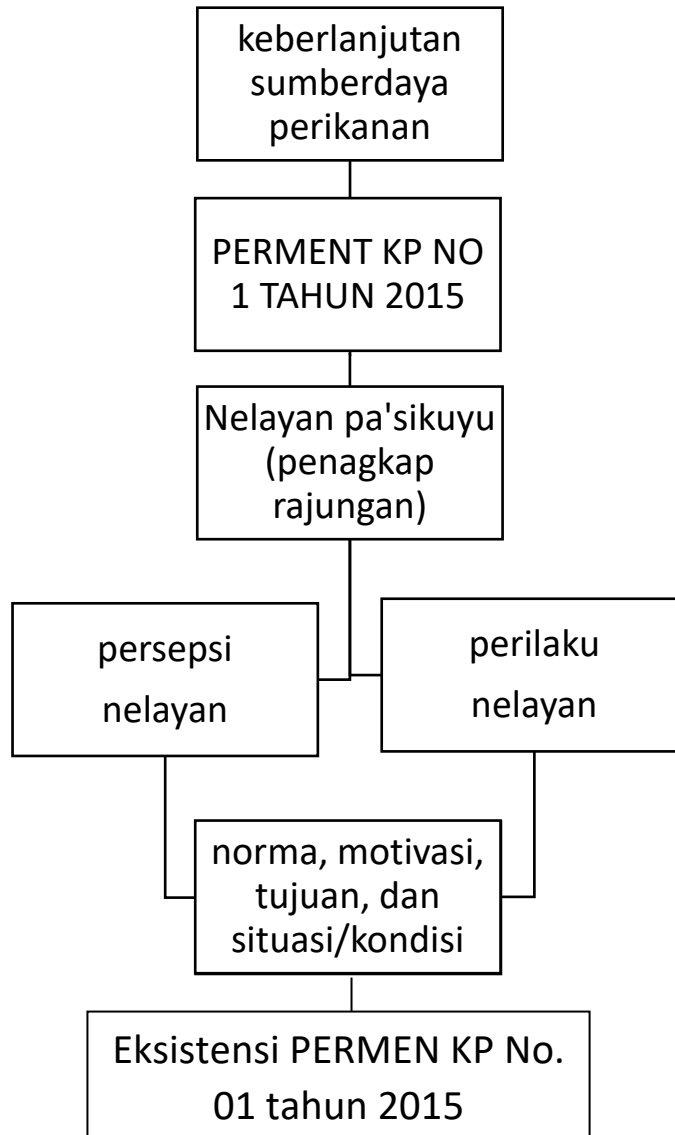 keberlanjutan
sumberdaya
perikanan
PERMENT KP NO
1 TAHUN 2015
Nelayan pa'sikuyu
(penagkap
rajungan)
persepsi
nelayan
perilaku
nelayan
norma, motivasi,
tujuan, dan
situasi/kondisi
Eksistensi PERMEN KP No.
01 tahun 2015